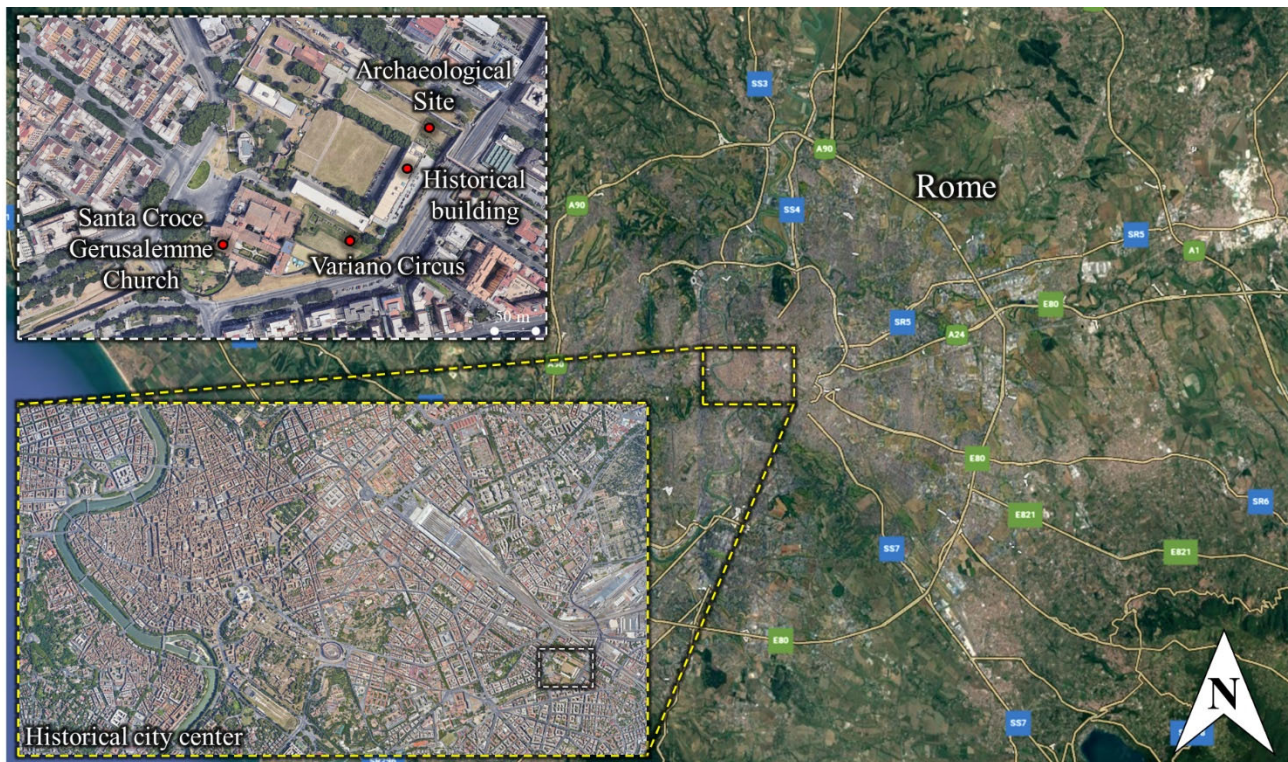 Archaeological
Site
Historical
building
Santa Croce
Gerusalemme
Church
Variano Circus
50 m
Rome
SS3
A90
A90
SS4
SR5
A1
E80
SR5
A24
A90
E80
SR6
E821
E821
SS7
E80
SS7
N
Historical city center